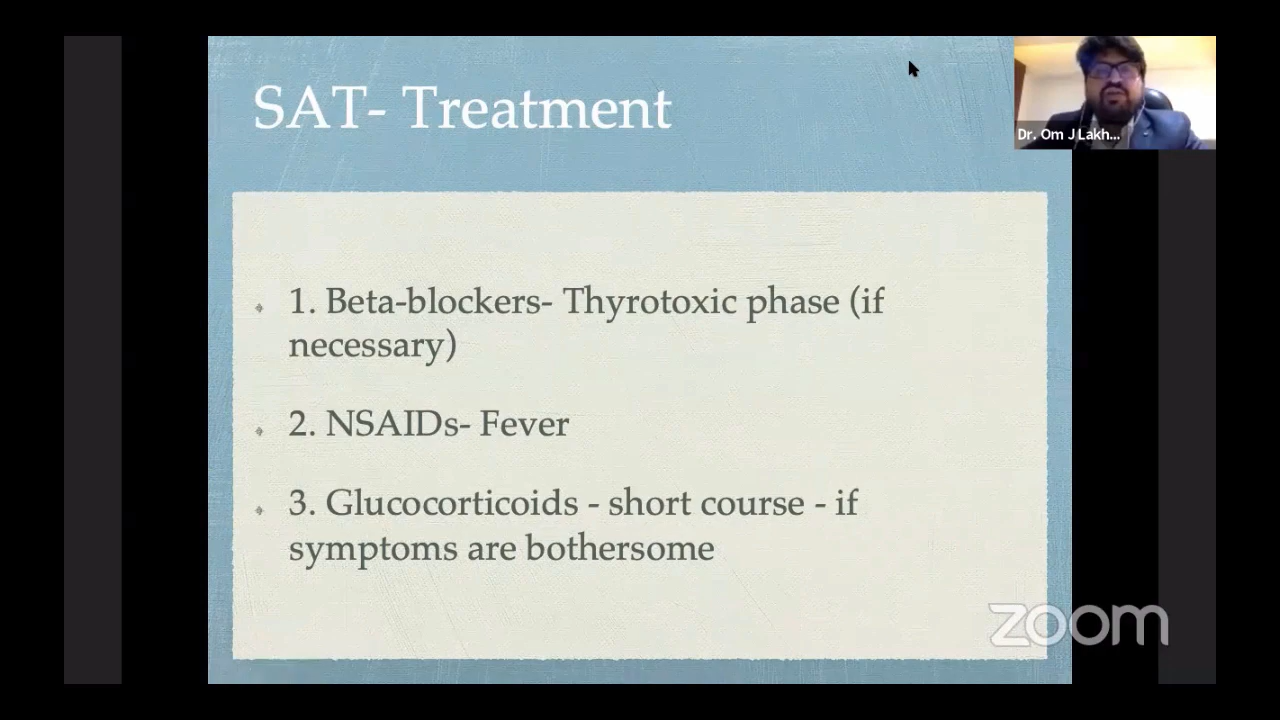 SAT- Treatment
Dr. Om J Lakh...
1. Beta-blockers- Thyrotoxic phase (if
necessary)
2. NSAIDs- Fever
3. Glucocorticoids - short course - if
symptoms are bothersome
zoom